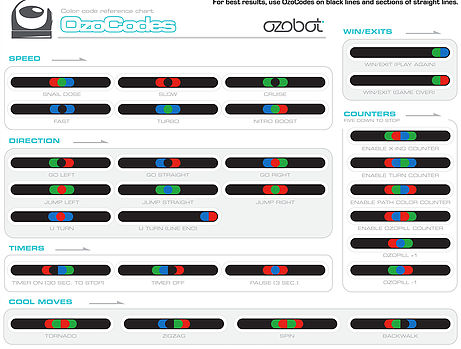 For best results, use OzoCodes on black lines and sections of straight lines.
Color code reference chart
OzoCodes
OZOBOT
SPEED
SNAIL DOSE
SLOW
CRUISE
FAST
TURBO
NITRO BOOST
DIRECTION
GO LEFT
GO STRAIGHT
GO RIGHT
JUMP LEFT
JUMP STRAIGHT
JUMP RIGHT
U TURN
U TURN (LINE END)
TIMERS
TIMER ON (30 SEC. TO STOP)
TIMER OFF
PAUSE (3 SEC.)
COOL MOVES
TORNADO
ZIGZAG
SPIN
BACKWALK
WIN/EXITS
WIN/EXIT (PLAY AGAIN)
WIN/EXIT (GAME OVER)
COUNTERS
FIVE DOWN TO STOP
ENABLE X-ING COUNTER
ENABLE TURN COUNTER
ENABLE PATH COLOR COUNTER
ENABLE OZOPILL COUNTER
OZOPILL +1
OZOPILL -1